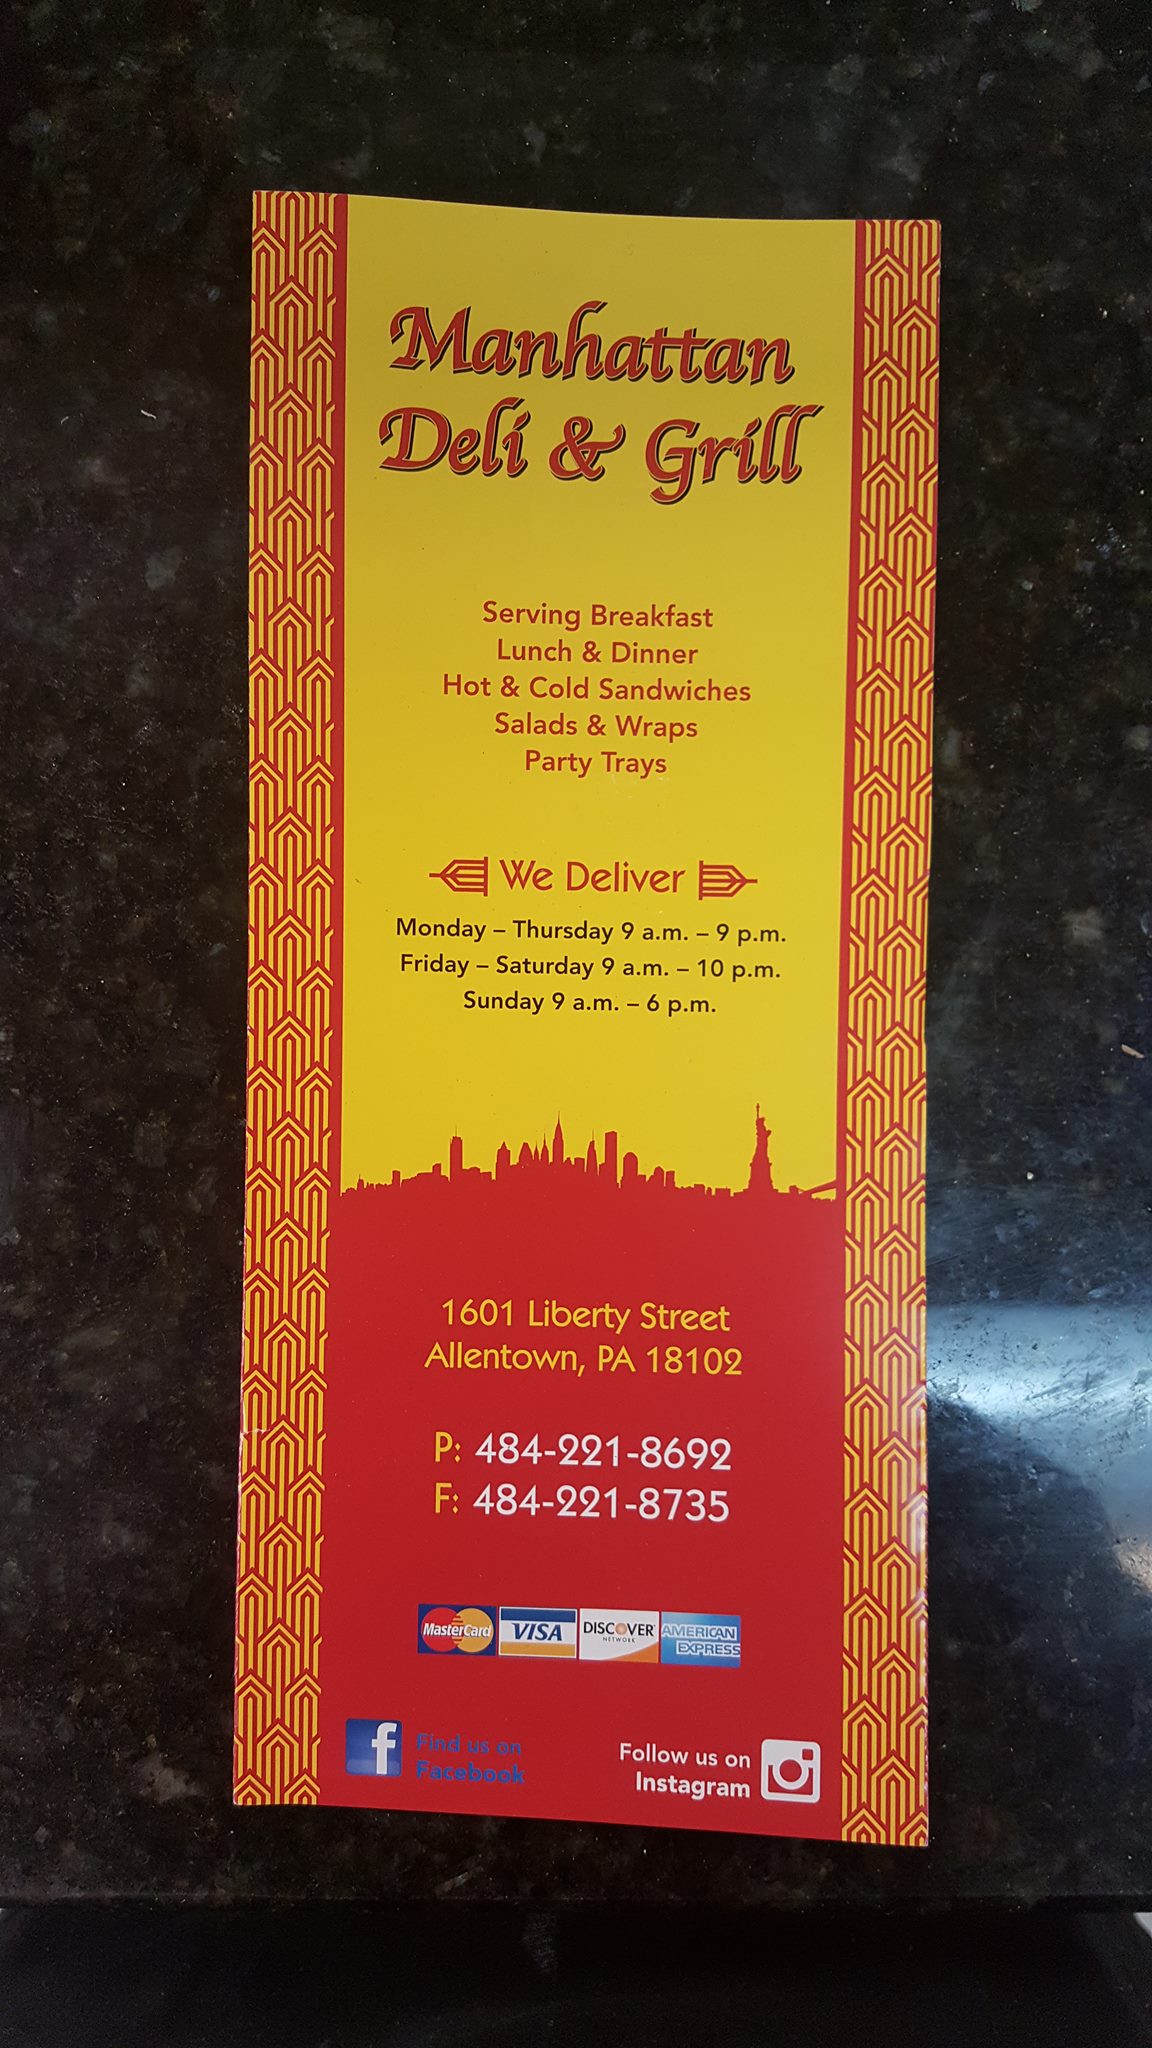 Manhattan
Deli & Grill
Serving Breakfast
Lunch & Dinner
Hot & Cold Sandwiches
Salads & Wraps
Party Trays
We Deliver
Monday – Thursday 9 a.m. – 9 p.m.
Friday – Saturday 9 a.m. – 10 p.m.
Sunday 9 a.m. – 6 p.m.
1601 Liberty Street
Allentown, PA 18102
P: 484-221-8692
F: 484-221-8735
MasterCard VISA DISCOVER NETWORK AMERICAN EXPRESS
f Find us on
Facebook
Follow us on
Instagram